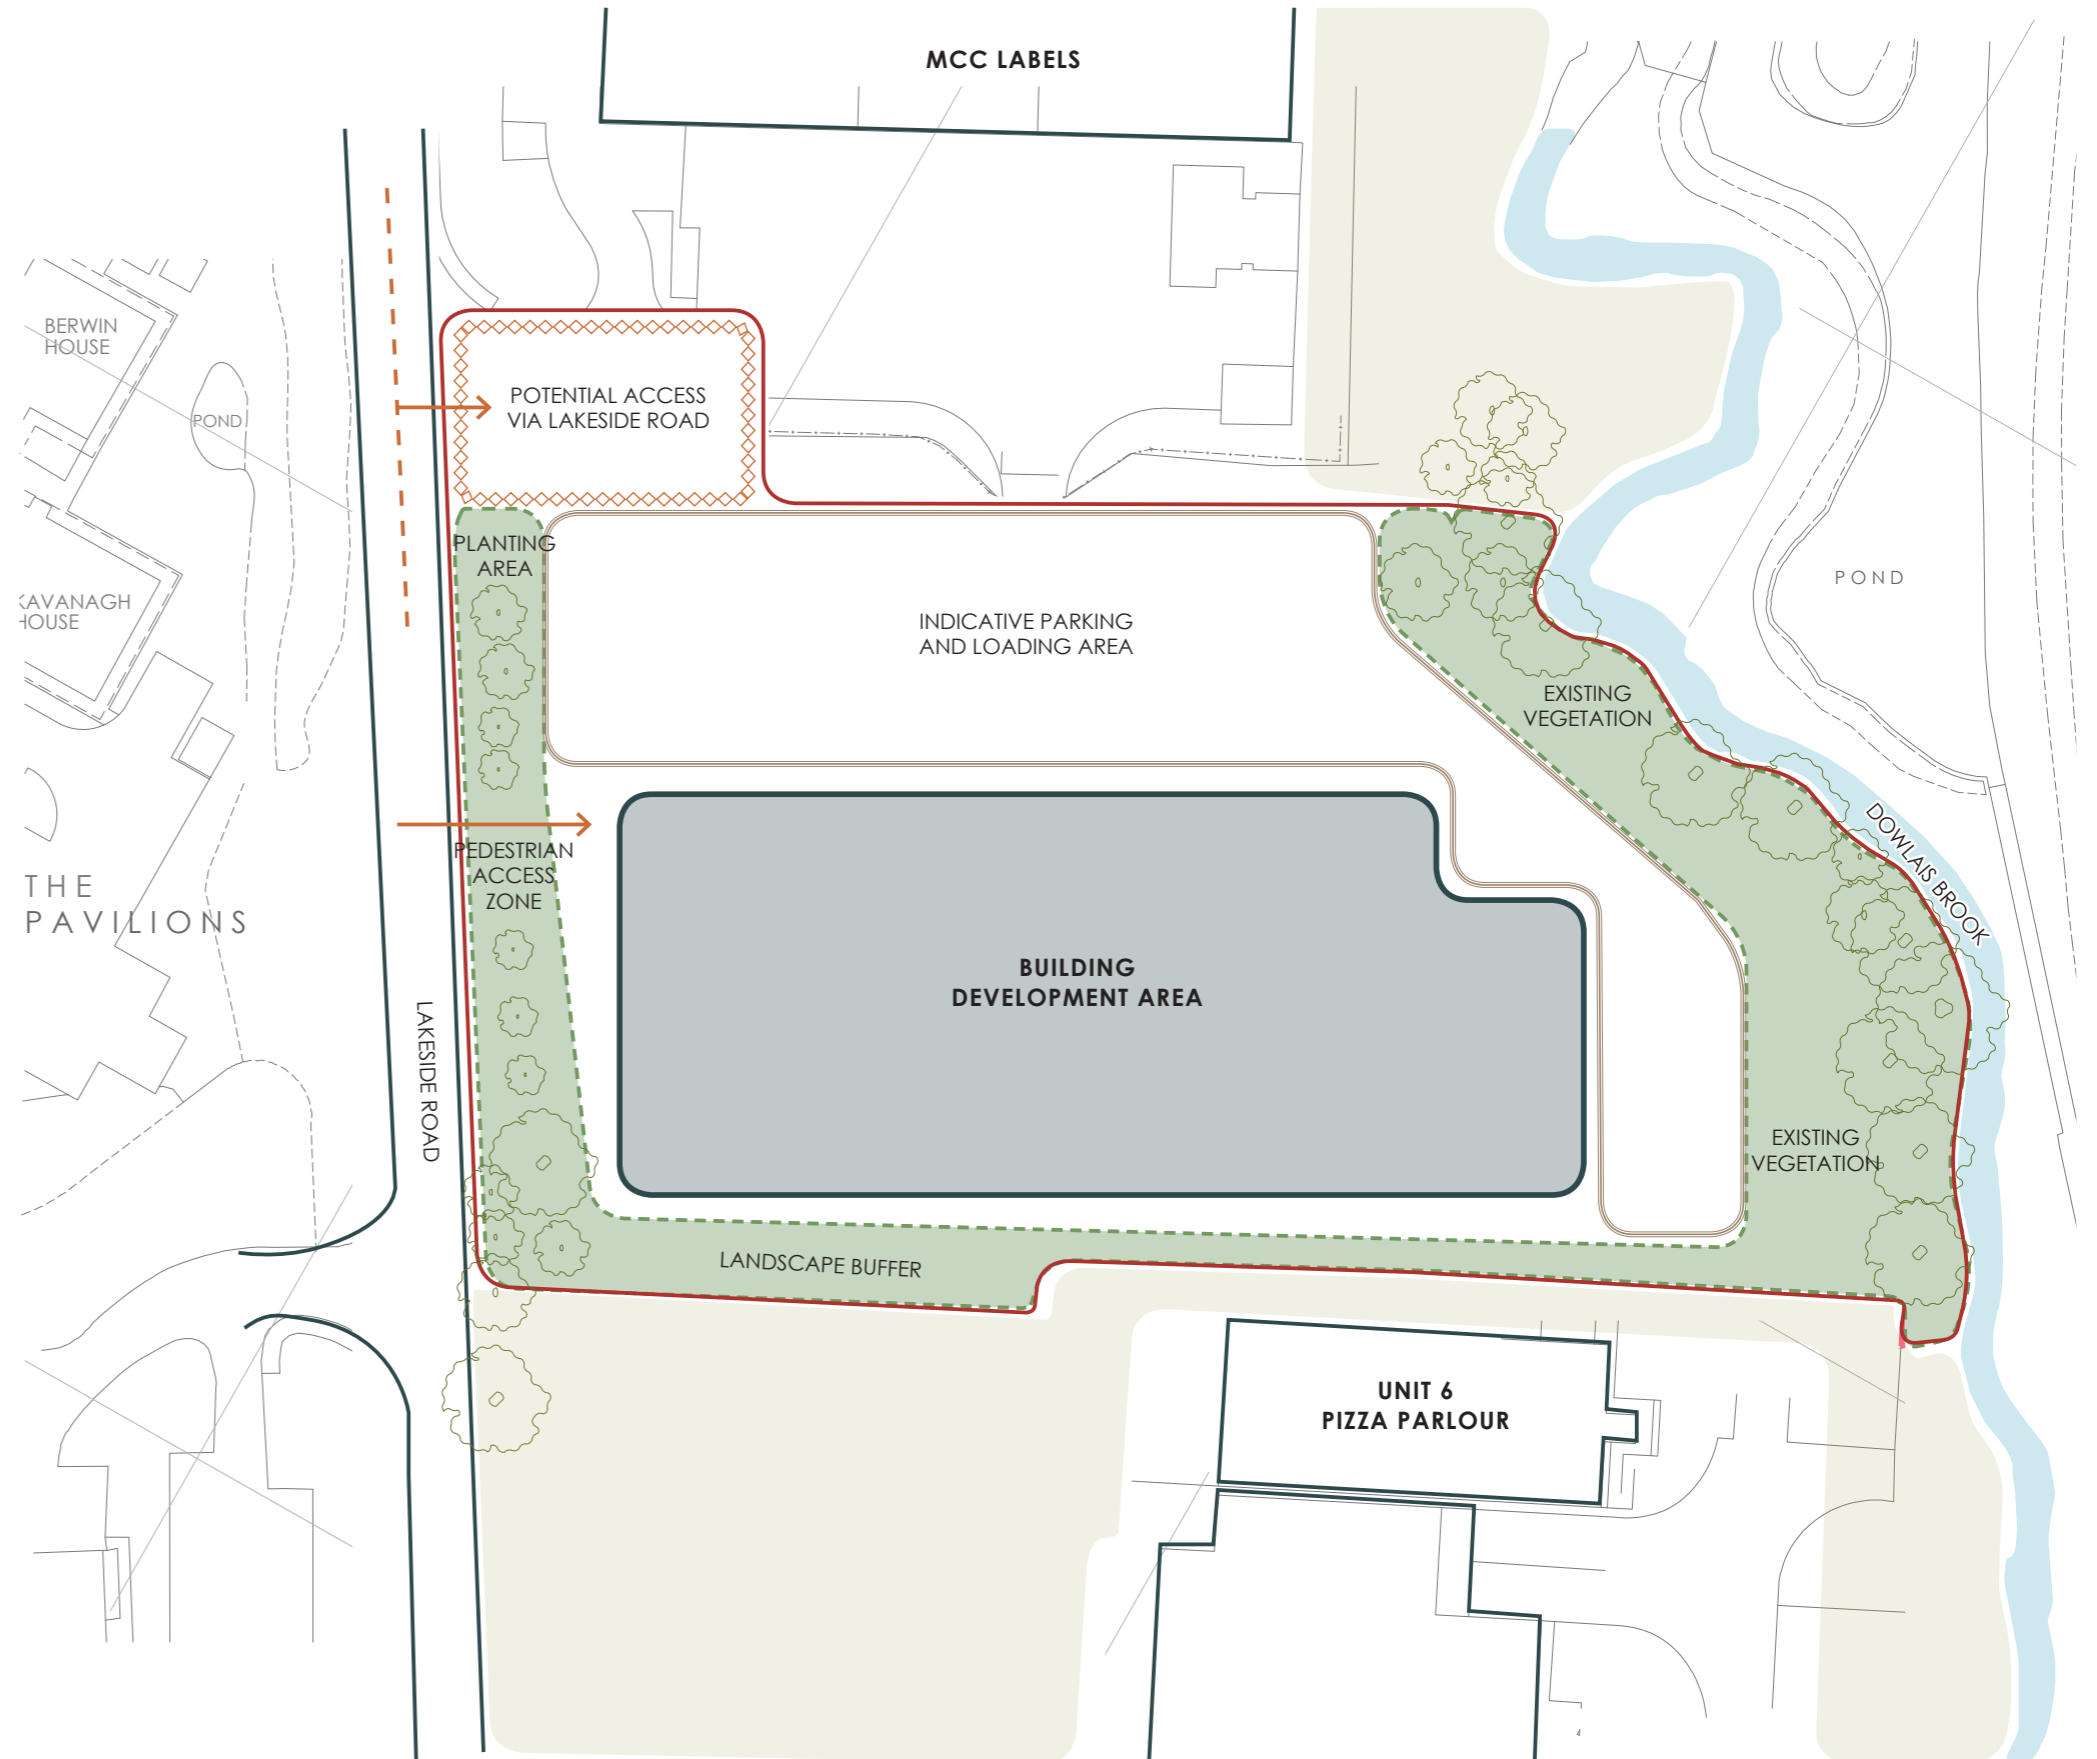 MCC LABELS
BERWIN
HOUSE
POND
POTENTIAL ACCESS
VIA LAKESIDE ROAD
PLANTING
AREA
KAVANAGH
HOUSE
INDICATIVE PARKING
AND LOADING AREA
POND
EXISTING
VEGETATION
PEDESTRIAN
ACCESS
ZONE
THE
PAVILIONS
DOWLAIS BROOK
BUILDING
DEVELOPMENT AREA
LAKESIDE ROAD
EXISTING
VEGETATION
LANDSCAPE BUFFER
UNIT 6
PIZZA PARLOUR